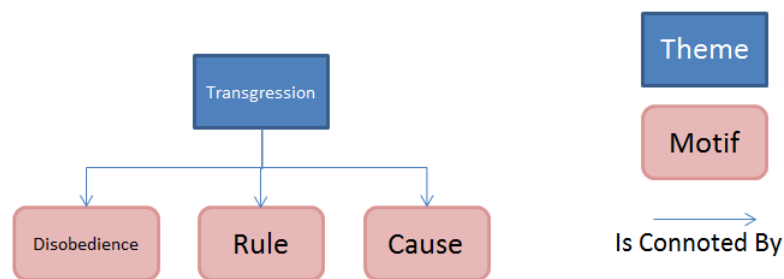 Transgression
Disobedience
Rule
Cause
Theme
Motif
Is Connoted By